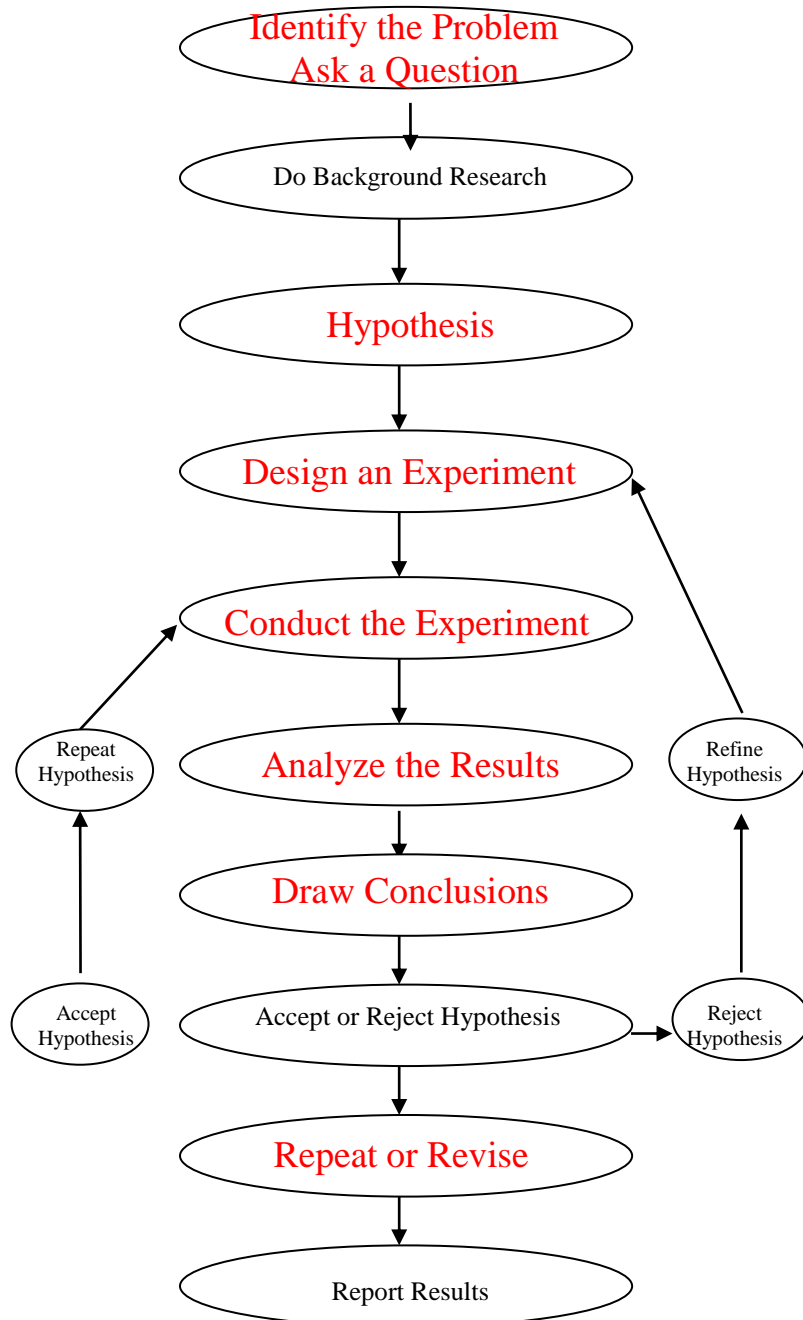 Identify the Problem
Ask a Question
Do Background Research
Hypothesis
Design an Experiment
Conduct the Experiment
Repeat
Hypothesis
Analyze the Results
Refine
Hypothesis
Draw Conclusions
Accept
Hypothesis
Accept or Reject Hypothesis
Reject
Hypothesis
Repeat or Revise
Report Results